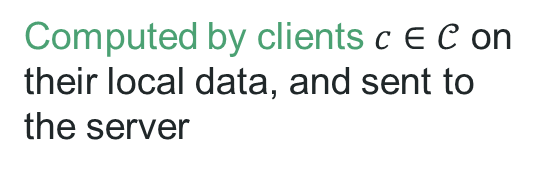 Computed by clients 𝑐 ∈ 𝒞 on
their local data, and sent to
the server